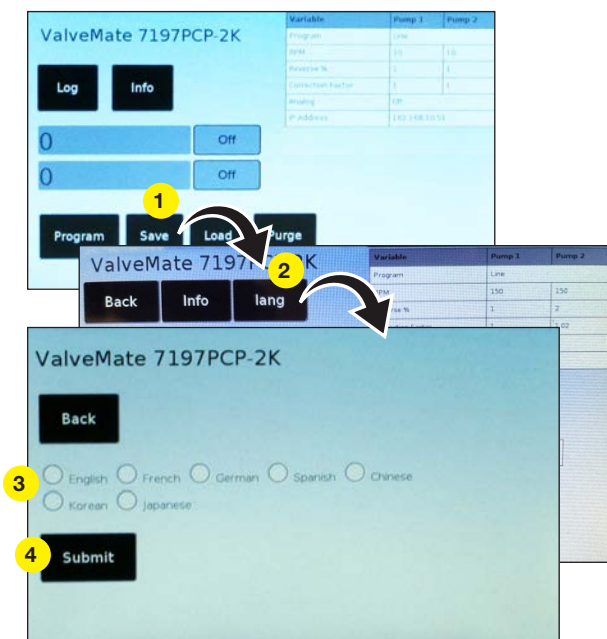 ValveMate 7197PCP-2K
Variable Pump 1 Pump 2
Program Line
RPM 10 10
Reverse % 1 1
Correction Factor 1 1
Analog Off
IP Address
Log Info
0 Off
0 Off
1
Program Save Load Purge
2
ValveMate 7197
Variable Pump 1 Pump 2
Program Line
Back Info lang
RPM 150 150
1 2
1.02
ValveMate 7197PCP-2K
Back
3
English French German Spanish Chinese
Korean Japanese
4
Submit